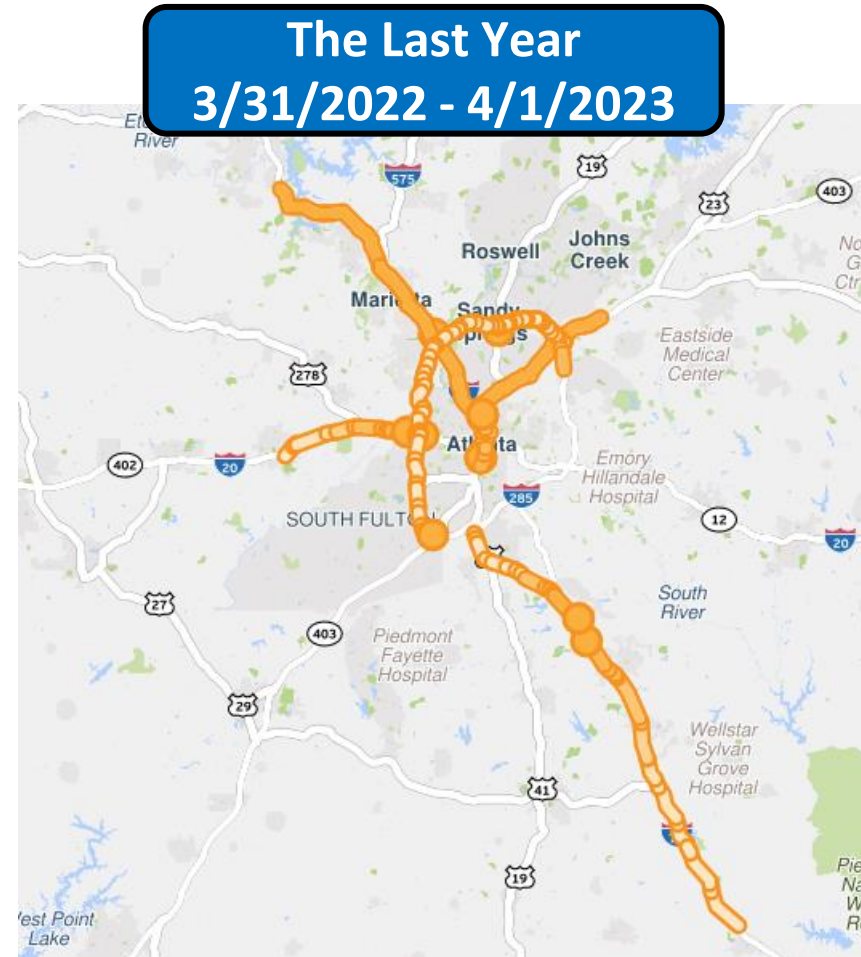 The Last Year
3/31/2022 - 4/1/2023
River
575
19
403
23
Roswell
Johns
Creek
Sandy
Springs
Eastside
Medical
Center
278
402
20
Atlanta
Emory
Hillandale
Hospital
285
12
20
SOUTH FULTON
27
403
Piedmont
Fayette
Hospital
South
River
29
Wellstar
Sylvan
Grove
Hospital
41
19
West Point
Lake